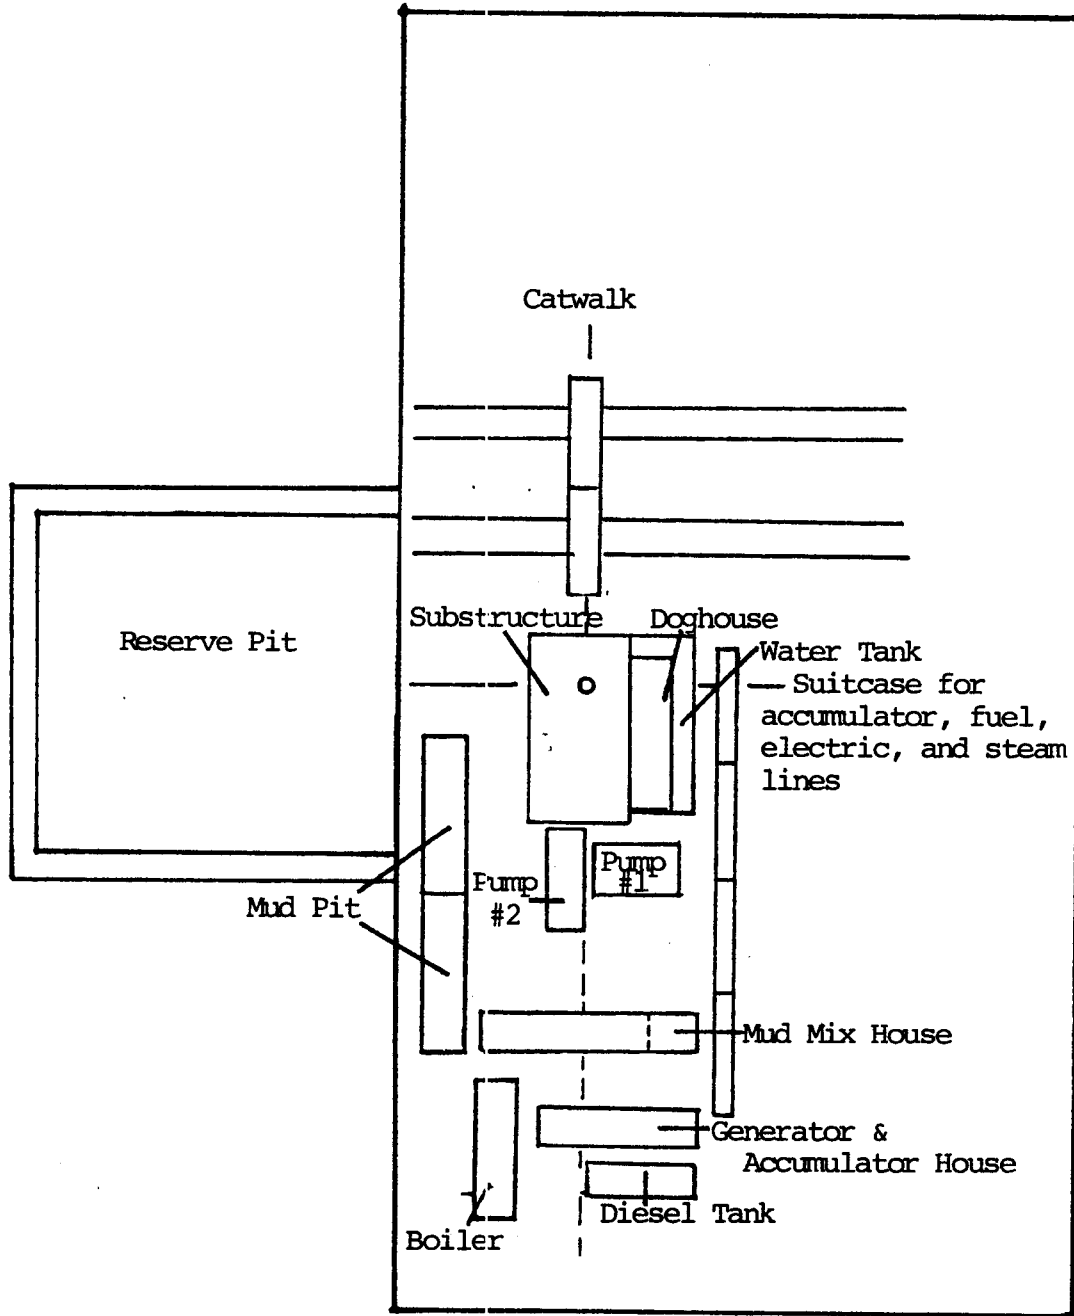 Catwalk
Substructure
Doghouse
Reserve Pit
Water Tank
Suitcase for
accumulator, fuel,
electric, and steam
lines
Pump
#1
Pump
#2
Mud Pit
Mud Mix House
Generator &
Accumulator House
Diesel Tank
Boiler